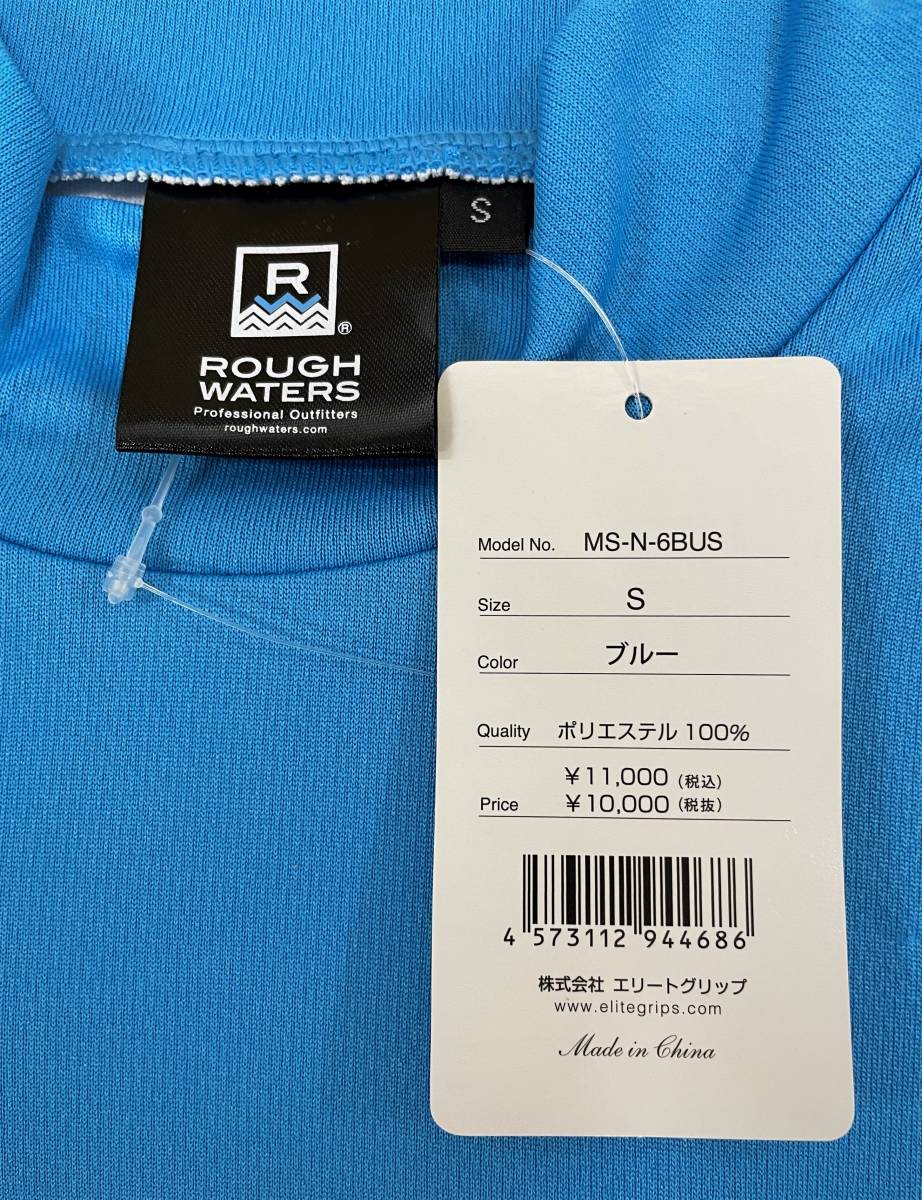 S
R
®
ROUGH
WATERS
Professional Outfitters
roughwaters.com
Model No. MS-N-6BUS
Size S
Color ブルー
Quality ポリエステル 100%
¥11,000 (税込)
Price ¥10,000 (税抜)
4 573112 944686
株式会社 エリートグリップ
www.elitegrips.com
Made in China